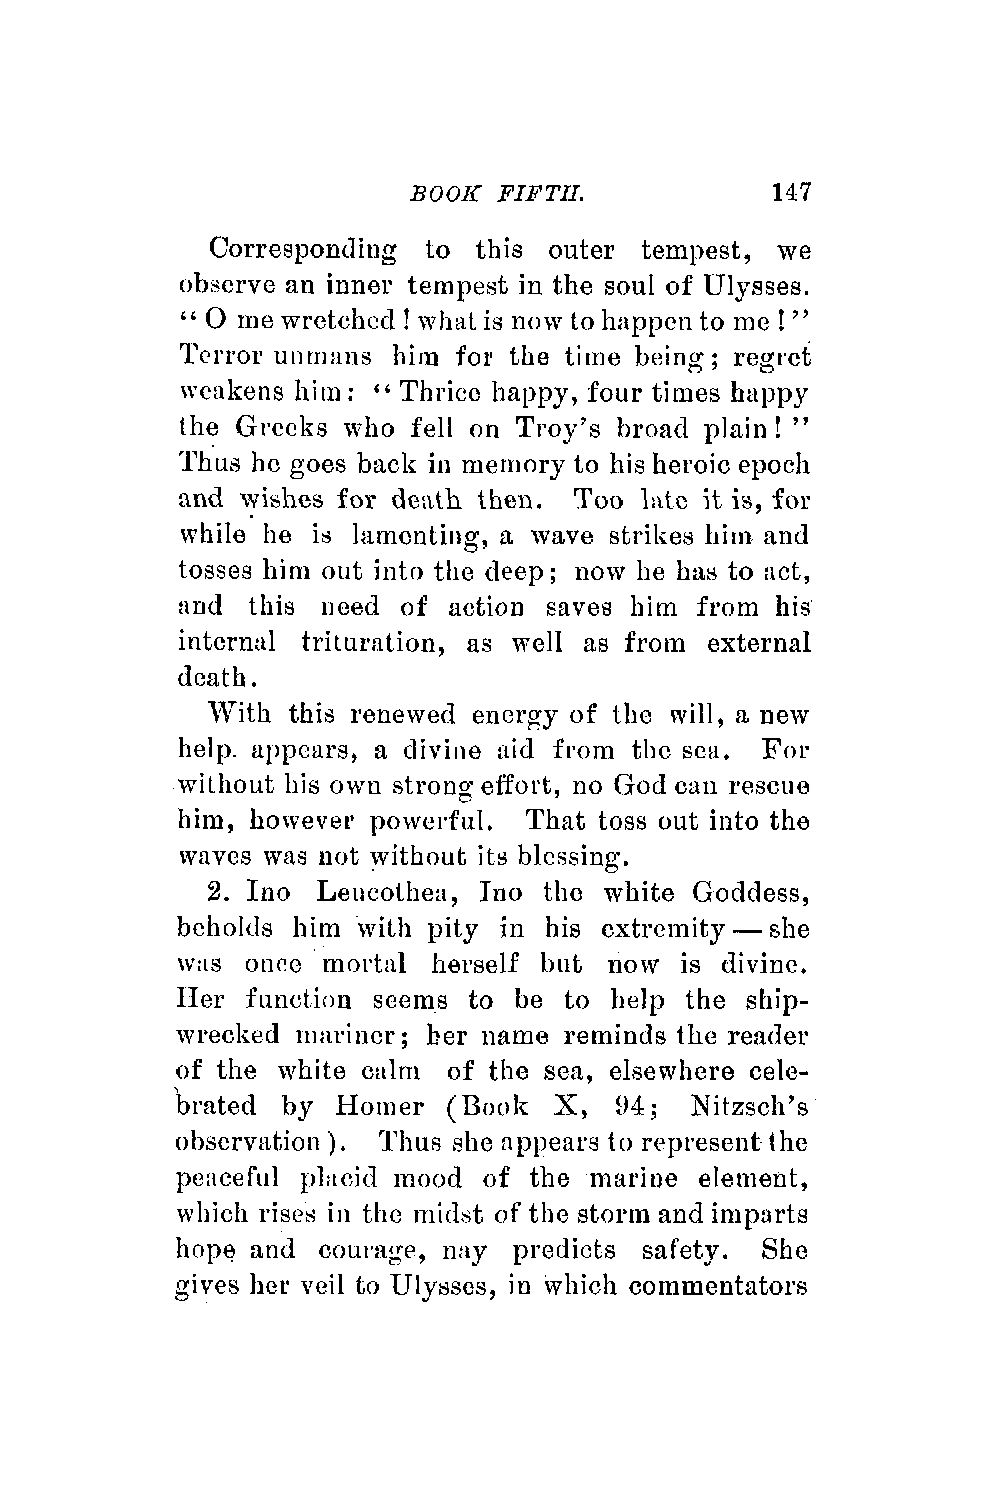 BOOK FIFTH. 147
Corresponding to this outer tempest, we
observe an inner tempest in the soul of Ulysses.
“ O me wretched ! what is now to happen to me ! ”
Terror unmans him for the time being ; regret
weakens him : “ Thrice happy, four times happy
the Greeks who fell on Troy’s broad plain ! ”
Thus he goes back in memory to his heroic epoch
and wishes for death then. Too late it is, for
while he is lamenting, a wave strikes him and
tosses him out into the deep ; now he has to act,
and this need of action saves him from his
internal trituration, as well as from external
death.
With this renewed energy of the will, a new
help. appears, a divine aid from the sea. For
without his own strong effort, no God can rescue
him, however powerful. That toss out into the
waves was not without its blessing.
2. Ino Leucothea, Ino the white Goddess,
beholds him with pity in his extremity — she
was once mortal herself but now is divine.
Her function seems to be to help the ship-
wrecked mariner ; her name reminds the reader
of the white calm of the sea, elsewhere cele-
brated by Homer (Book X, 94 ; Nitzsch’s
observation ). Thus she appears to represent the
peaceful placid mood of the marine element,
which rises in the midst of the storm and imparts
hope and courage, nay predicts safety. She
gives her veil to Ulysses, in which commentators